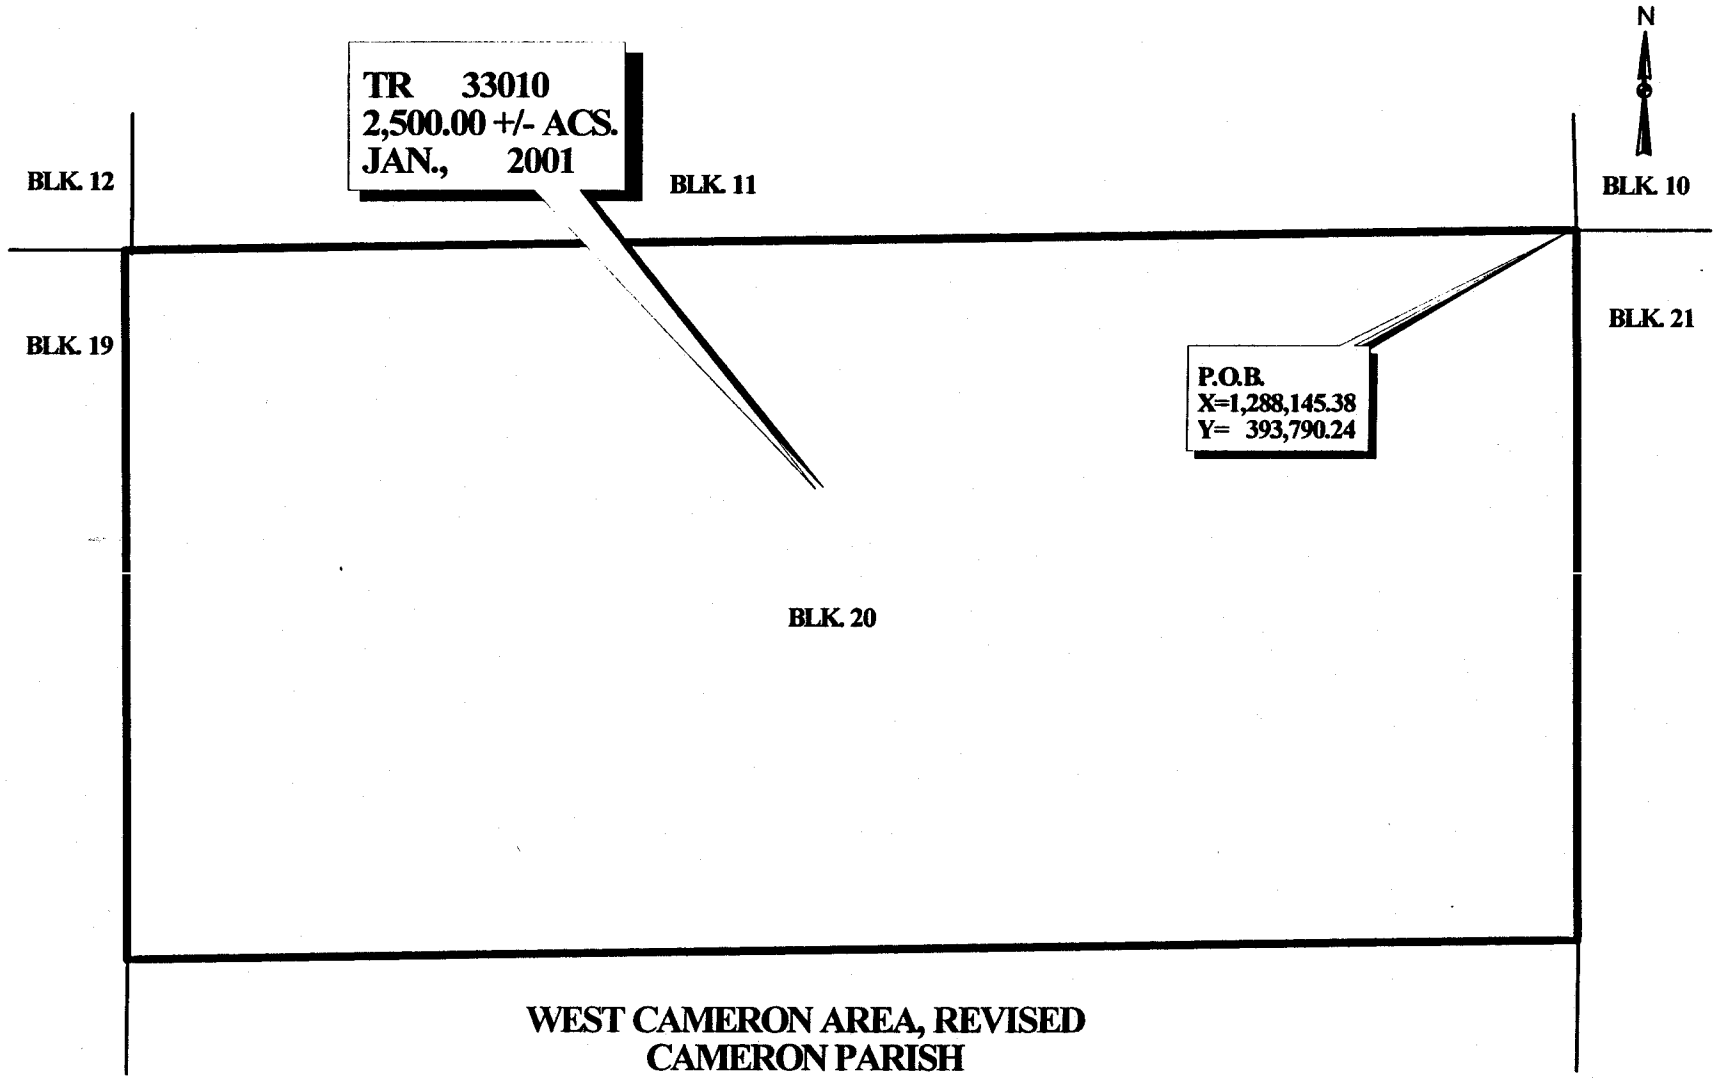 N
TR 33010
2,500.00 +/- ACS.
JAN., 2001
BLK. 12
BLK. 11
BLK. 10
BLK. 19
BLK. 21
P.O.B.
X=1,288,145.38
Y= 393,790.24
BLK. 20
WEST CAMERON AREA, REVISED
CAMERON PARISH